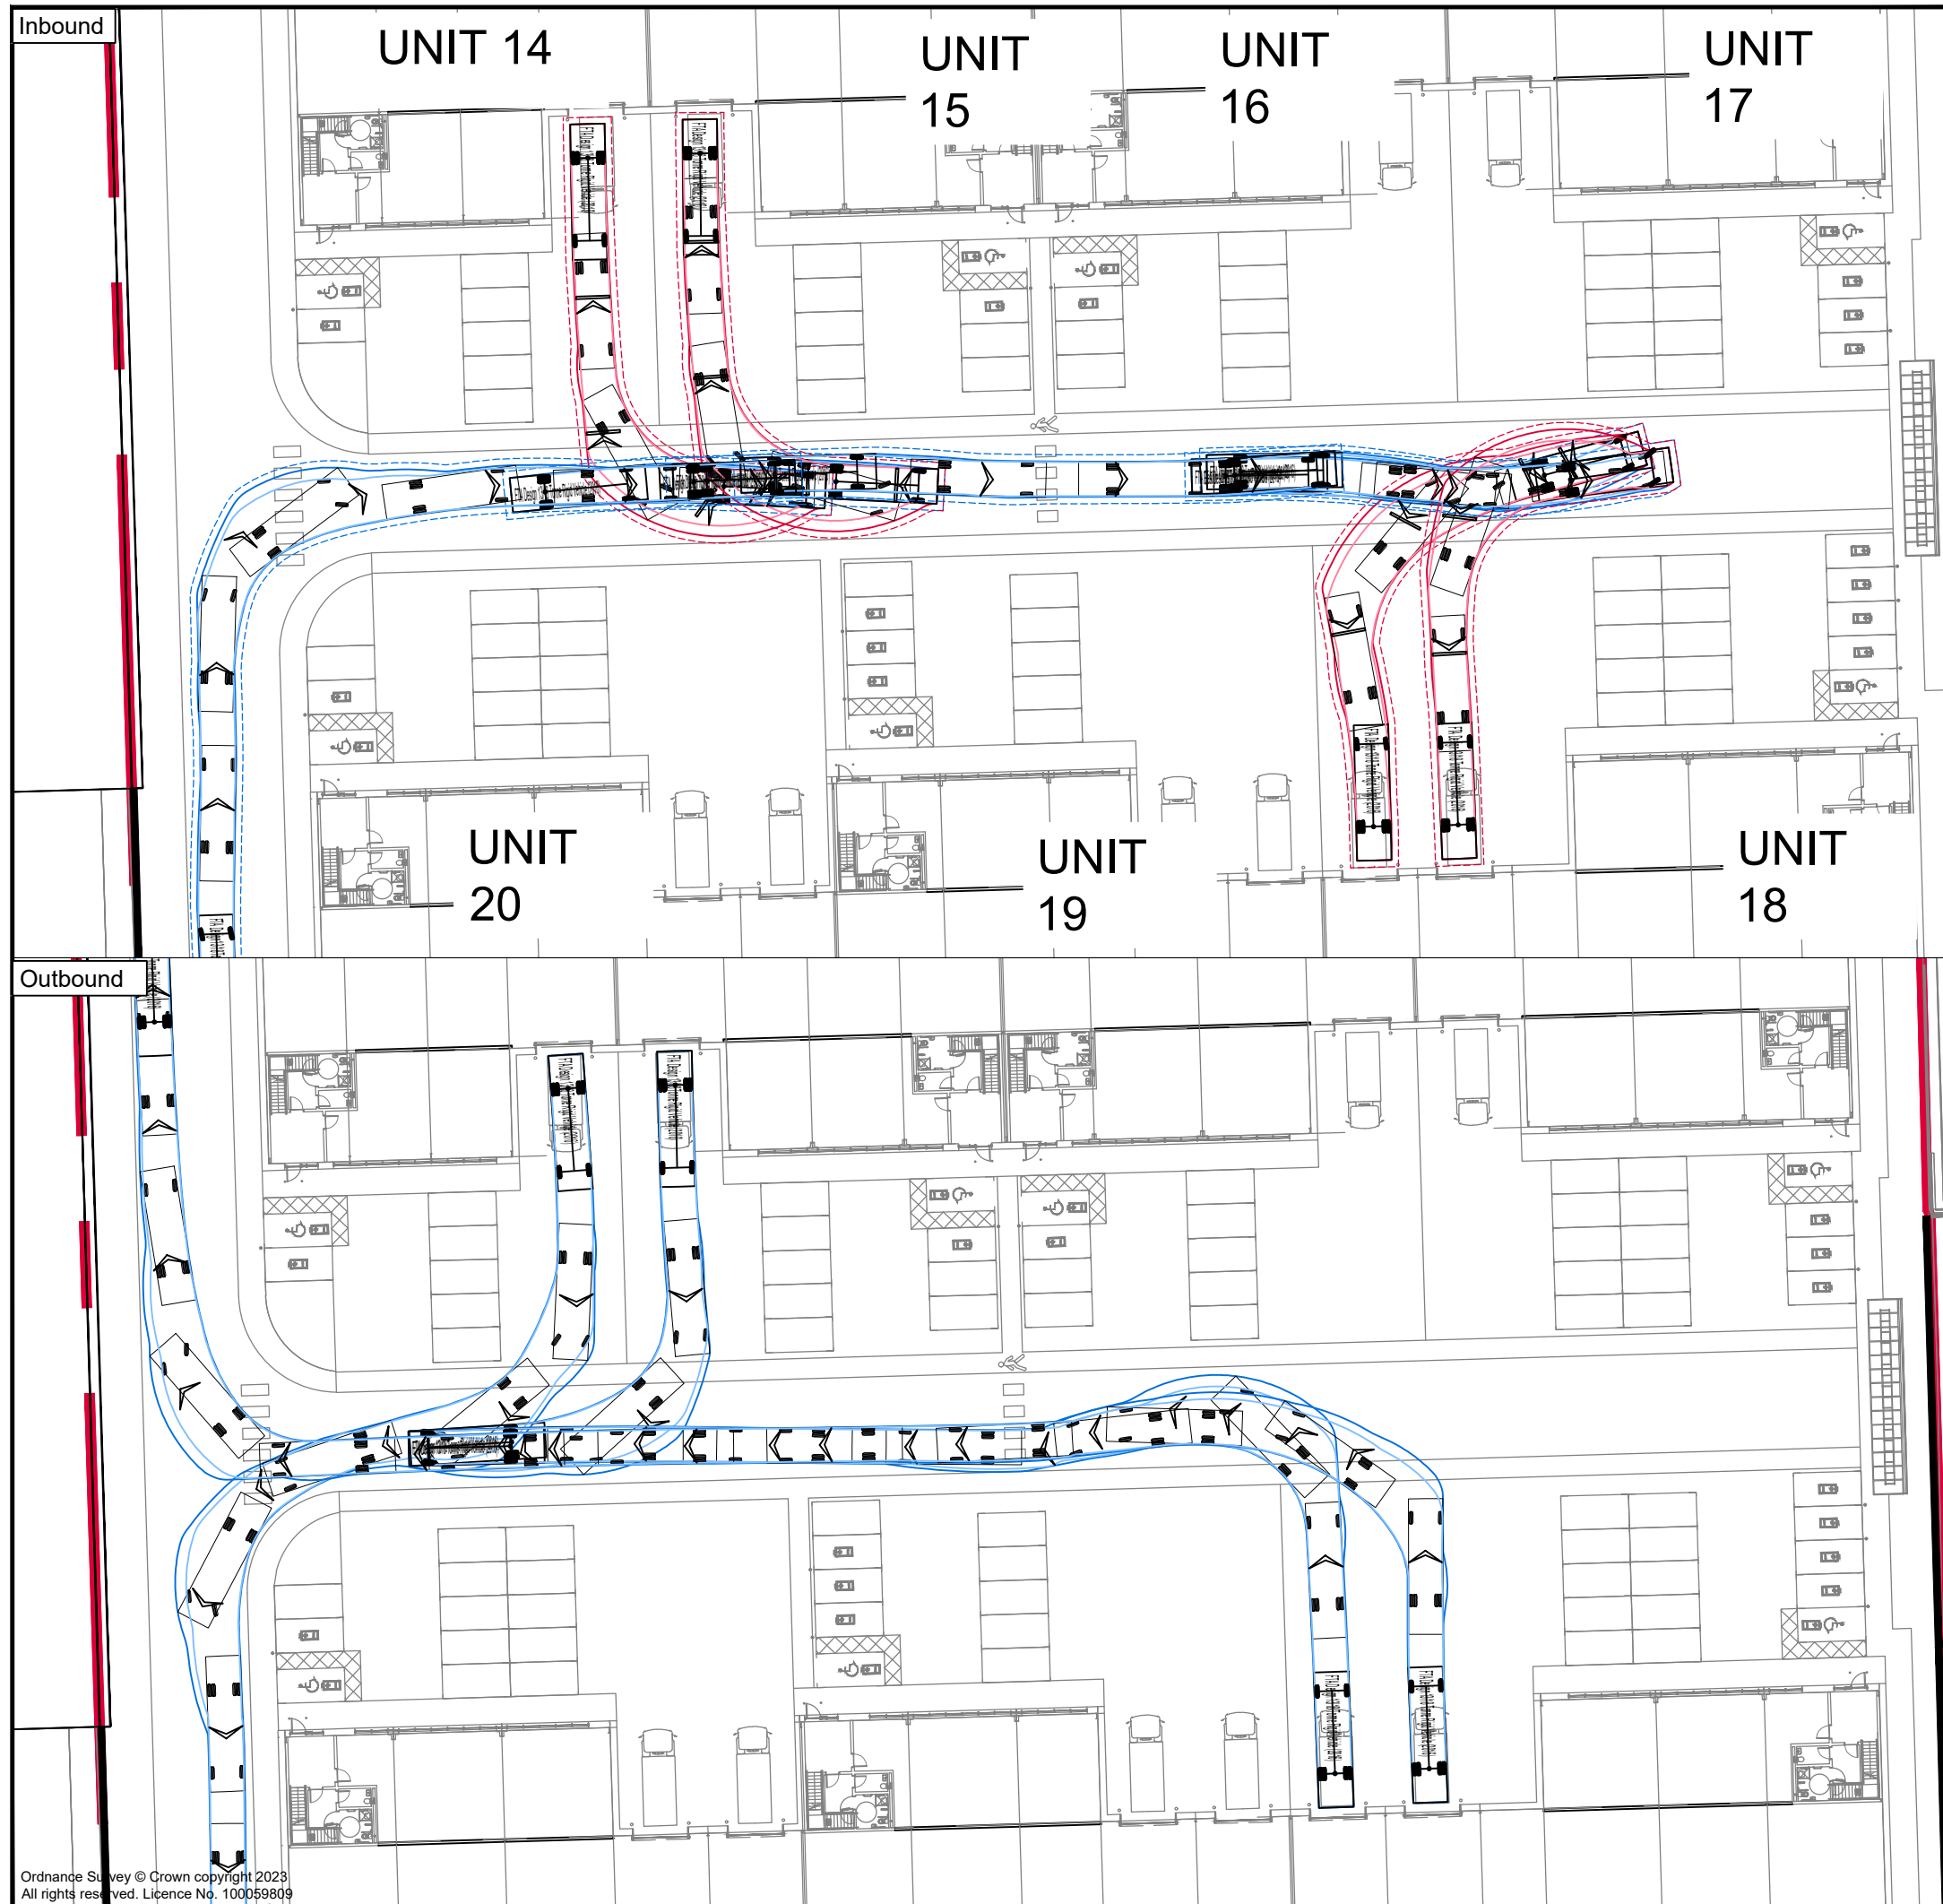 Inbound
UNIT 14
UNIT
15
UNIT
16
UNIT
17
UNIT
20
UNIT
19
UNIT
18
Outbound
Ordnance Survey © Crown copyright 2023
All rights reserved. Licence No. 100059809